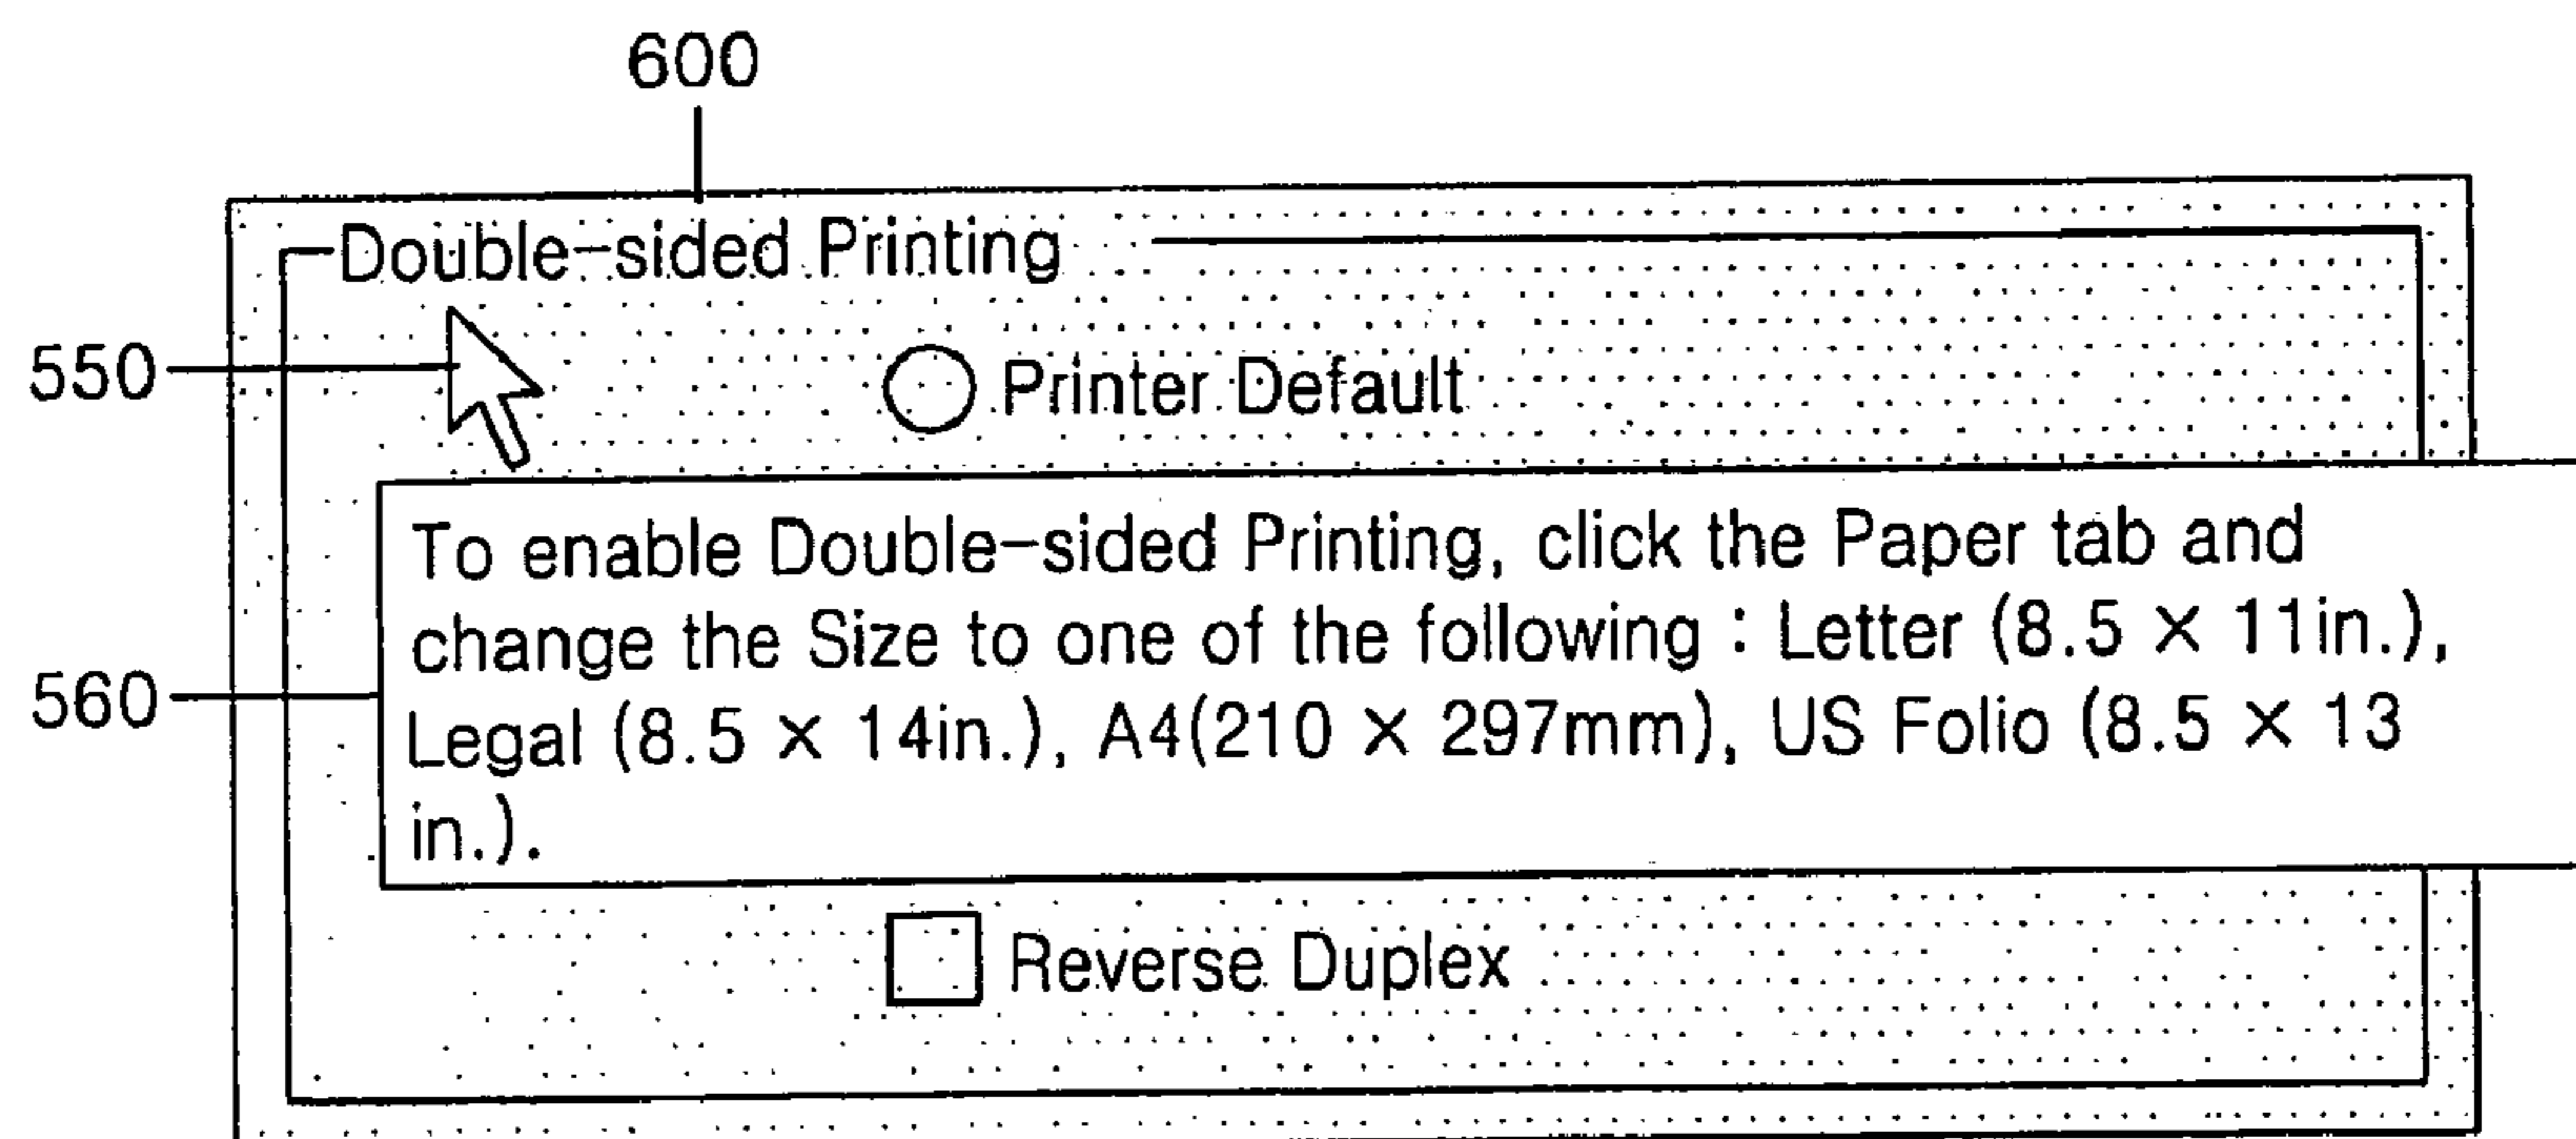 600
Double-sided Printing
550
Printer Default
To enable Double-sided Printing, click the Paper tab and
change the Size to one of the following : Letter (8.5 × 11in.),
560
Legal (8.5 × 14in.), A4(210 × 297mm), US Folio (8.5 × 13
in.).
Reverse Duplex